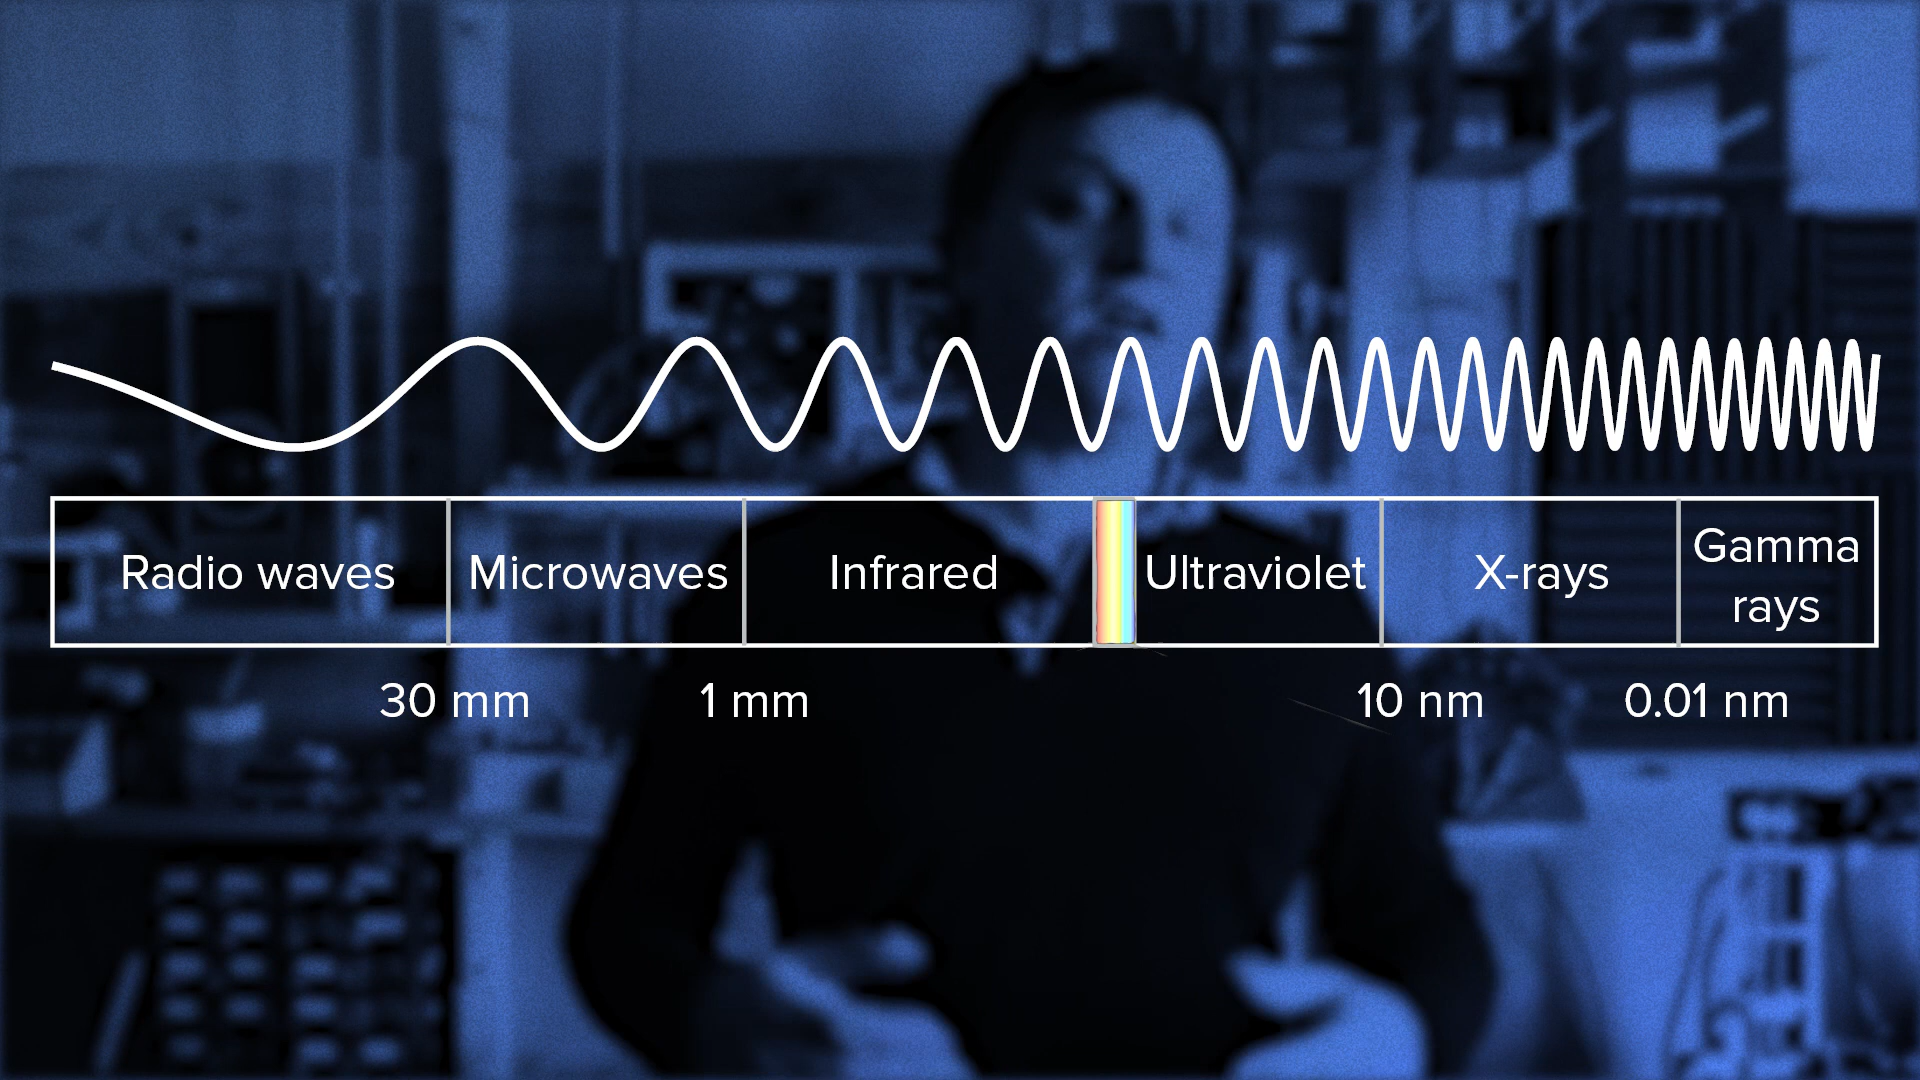 Radio waves
Microwaves
Infrared
Ultraviolet
X-rays
Gamma
rays
30 mm
1 mm
10 nm
0.01 nm